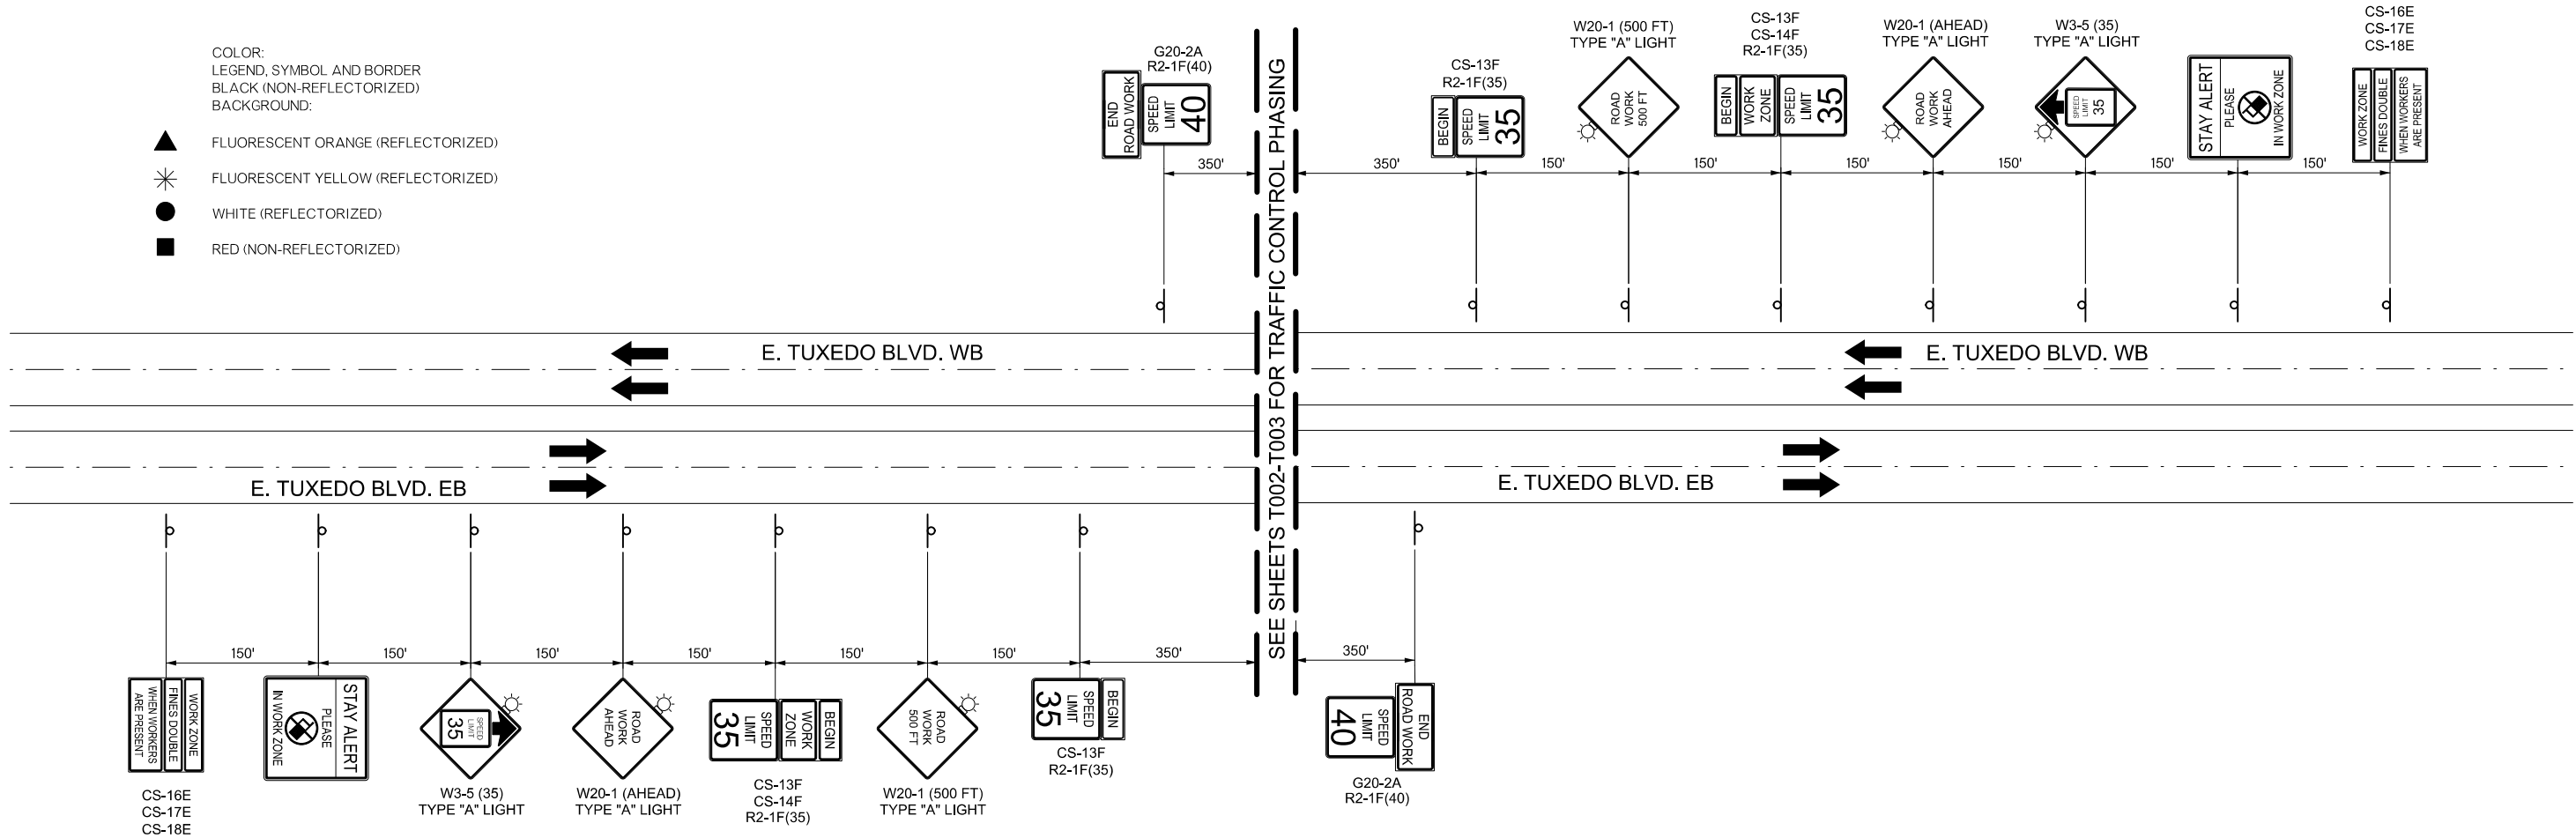 COLOR:
LEGEND, SYMBOL AND BORDER
BLACK (NON-REFLECTORIZED)
BACKGROUND:
FLUORESCENT ORANGE (REFLECTORIZED)
FLUORESCENT YELLOW (REFLECTORIZED)
WHITE (REFLECTORIZED)
RED (NON-REFLECTORIZED)
G20-2A
R2-1F(40)
END
ROAD WORK
SPEED
LIMIT
40
350'
SEE SHEETS T002-T003 FOR TRAFFIC CONTROL PHASING
350'
CS-13F
R2-1F(35)
BEGIN
SPEED
LIMIT
35
150'
W20-1 (500 FT)
TYPE "A" LIGHT
ROAD
WORK
500 FT
150'
CS-13F
CS-14F
R2-1F(35)
BEGIN
WORK
ZONE
SPEED
LIMIT
35
150'
W20-1 (AHEAD)
TYPE "A" LIGHT
ROAD
WORK
AHEAD
150'
W3-5 (35)
TYPE "A" LIGHT
SPEED
LIMIT
35
150'
STAY ALERT
PLEASE
IN WORK ZONE
150'
CS-16E
CS-17E
CS-18E
WORK ZONE
FINES DOUBLE
WHEN WORKERS
ARE PRESENT
E. TUXEDO BLVD. WB
E. TUXEDO BLVD. WB
E. TUXEDO BLVD. EB
E. TUXEDO BLVD. EB
150'
150'
150'
150'
150'
150'
350'
350'
WORK ZONE
FINES DOUBLE
WHEN WORKERS
ARE PRESENT
CS-16E
CS-17E
CS-18E
STAY ALERT
PLEASE
IN WORK ZONE
SPEED
LIMIT
35
W3-5 (35)
TYPE "A" LIGHT
ROAD
WORK
AHEAD
W20-1 (AHEAD)
TYPE "A" LIGHT
BEGIN
WORK
ZONE
SPEED
LIMIT
35
CS-13F
CS-14F
R2-1F(35)
ROAD
WORK
500 FT
W20-1 (500 FT)
TYPE "A" LIGHT
BEGIN
SPEED
LIMIT
35
CS-13F
R2-1F(35)
END
ROAD WORK
SPEED
LIMIT
40
G20-2A
R2-1F(40)